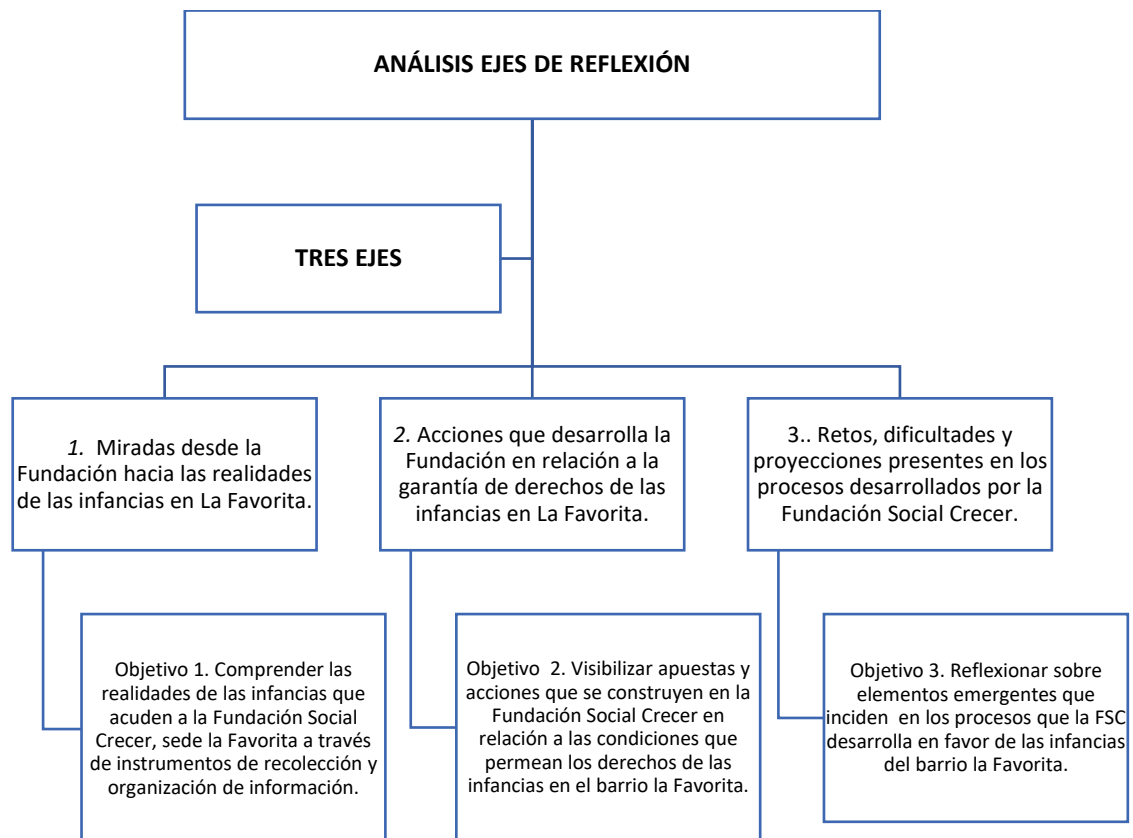 ANÁLISIS EJES DE REFLEXIÓN
TRES EJES
1. Miradas desde la
Fundación hacia las realidades
de las infancias en La Favorita.
2. Acciones que desarrolla la
Fundación en relación a la
garantía de derechos de las
infancias en La Favorita.
3.. Retos, dificultades y
proyecciones presentes en los
procesos desarrollados por la
Fundación Social Crecer.
Objetivo 1. Comprender las
realidades de las infancias que
acuden a la Fundación Social
Crecer, sede la Favorita a través
de instrumentos de recolección y
organización de información.
Objetivo 2. Visibilizar apuestas y
acciones que se construyen en la
Fundación Social Crecer en
relación a las condiciones que
permean los derechos de las
infancias en el barrio la Favorita.
Objetivo 3. Reflexionar sobre
elementos emergentes que
inciden en los procesos que la FSC
desarrolla en favor de las infancias
del barrio la Favorita.